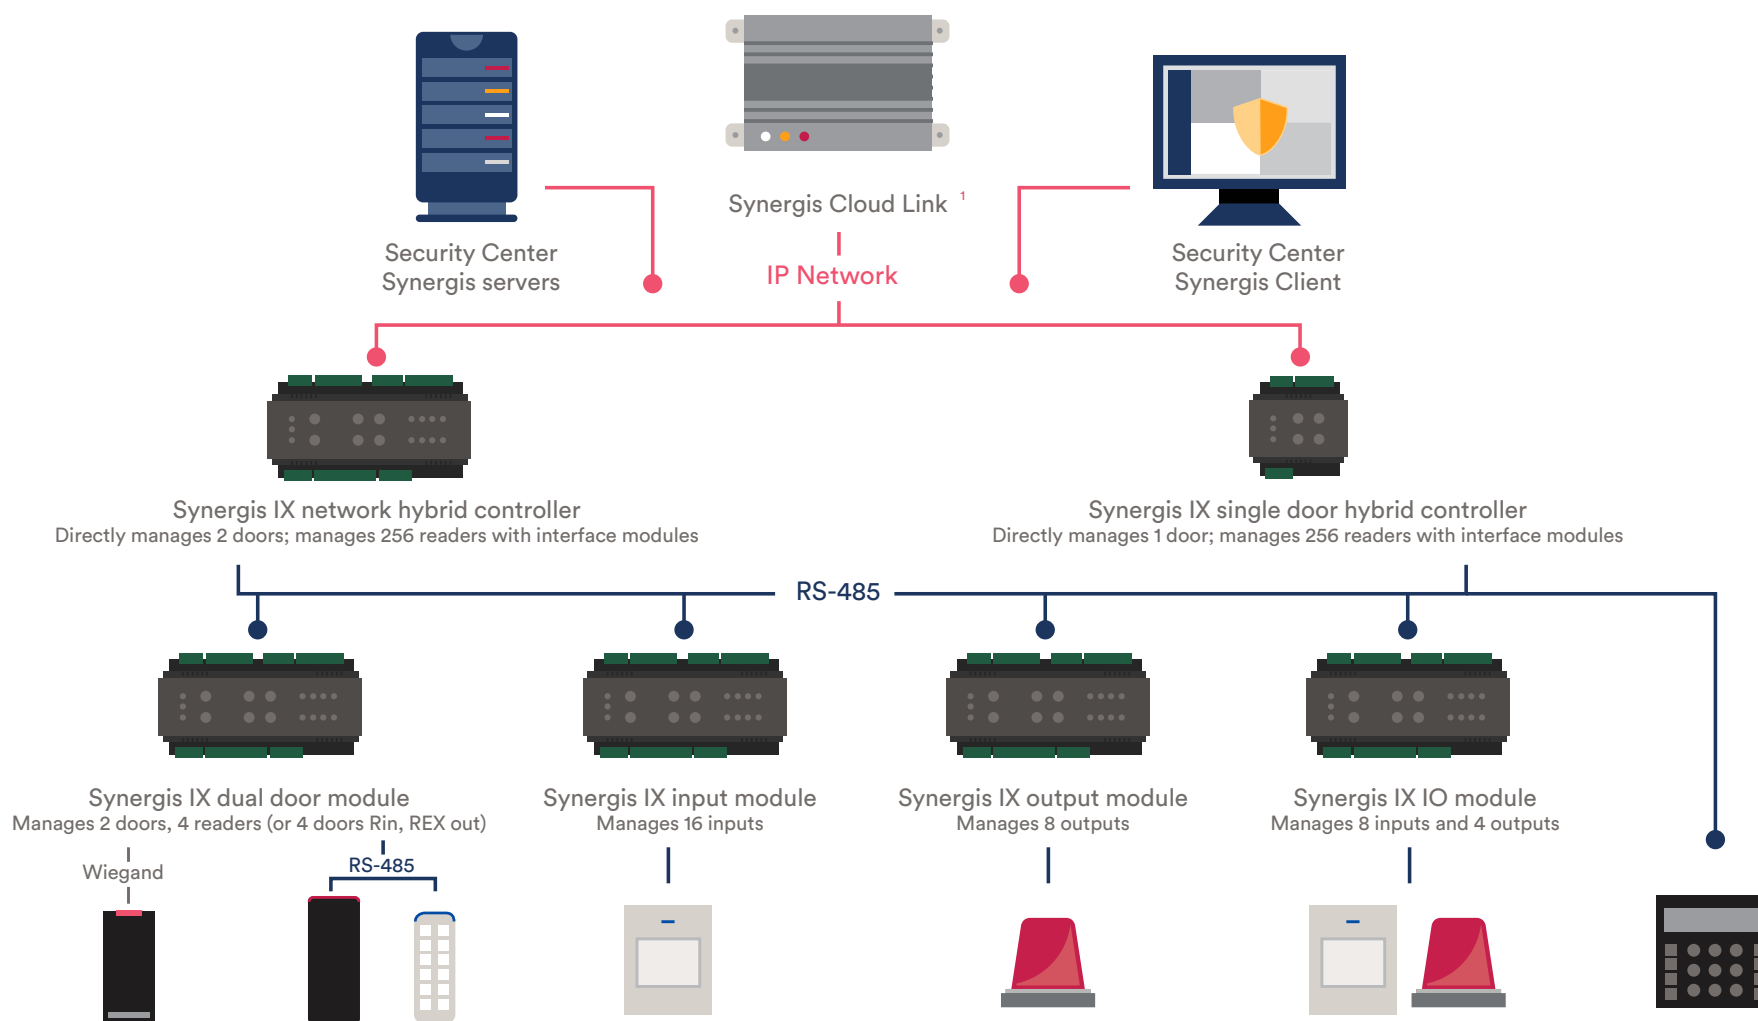 Synergis Cloud Link 1
Security Center
Synergis servers
IP Network
Security Center
Synergis Client
Synergis IX network hybrid controller
Directly manages 2 doors; manages 256 readers with interface modules
Synergis IX single door hybrid controller
Directly manages 1 door; manages 256 readers with interface modules
RS-485
Synergis IX dual door module
Manages 2 doors, 4 readers (or 4 doors Rin, REX out)
Synergis IX input module
Manages 16 inputs
Synergis IX output module
Manages 8 outputs
Synergis IX IO module
Manages 8 inputs and 4 outputs
Wiegand
RS-485